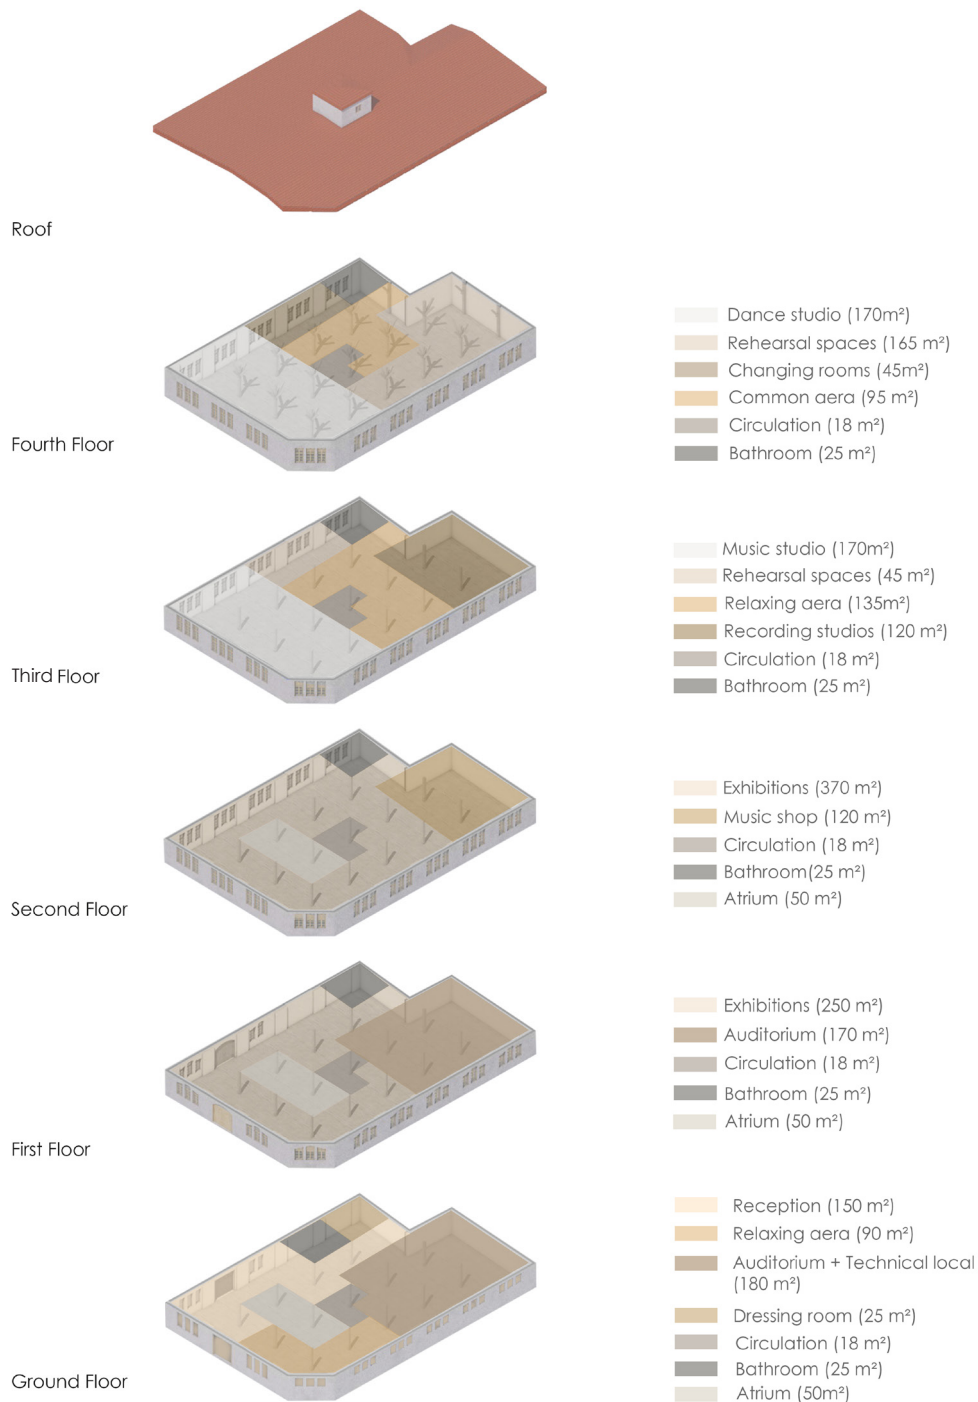 Roof
Fourth Floor
Dance studio (170m²)
Rehearsal spaces (165 m²)
Changing rooms (45m²)
Common aera (95 m²)
Circulation (18 m²)
Bathroom (25 m²)
Third Floor
Music studio (170m²)
Rehearsal spaces (45 m²)
Relaxing aera (135m²)
Recording studios (120 m²)
Circulation (18 m²)
Bathroom (25 m²)
Second Floor
Exhibitions (370 m²)
Music shop (120 m²)
Circulation (18 m²)
Bathroom(25 m²)
Atrium (50 m²)
First Floor
Exhibitions (250 m²)
Auditorium (170 m²)
Circulation (18 m²)
Bathroom (25 m²)
Atrium (50 m²)
Ground Floor
Reception (150 m²)
Relaxing aera (90 m²)
Auditorium + Technical local
(180 m²)
Dressing room (25 m²)
Circulation (18 m²)
Bathroom (25 m²)
Atrium (50m²)